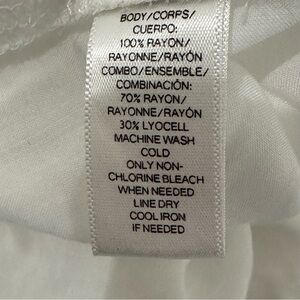 BODY/CORPS/
CUERPO:
100% RAYON/
RAYONNE/RAYÓN
COMBO/ENSEMBLE/
COMBINACIÓN:
70% RAYON/
RAYONNE/RAYÓN
30% LYOCELL
MACHINE WASH
COLD
ONLY NON-
CHLORINE BLEACH
WHEN NEEDED
LINE DRY
COOL IRON
IF NEEDED